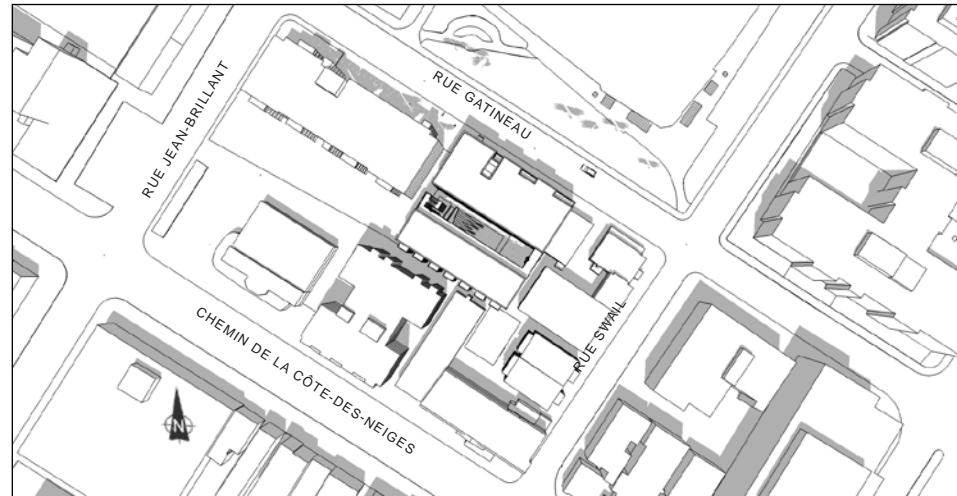 RUE GATINEAU
RUE JEAN-BRILLANT
CHEMIN DE LA CÔTE-DES-NEIGES
RUE SWAIL
N